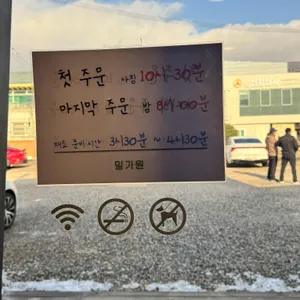 첫 주문 아침 10시 30분
마지막 주문 밤 8시 00분
재료 준비시간 3시30분 ~ 4시30분
밀가원